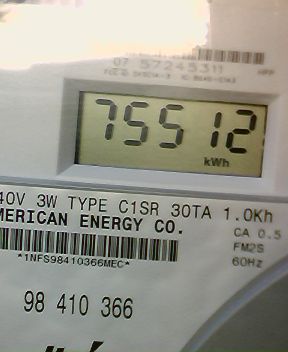 07 57245311
75512
kWh
40V 3W TYPE C1SR 30TA 1.0Kh
MERICAN ENERGY CO.
CA 0.5
FM2S
*1NFS98410366MEC*
60Hz
98 410 366